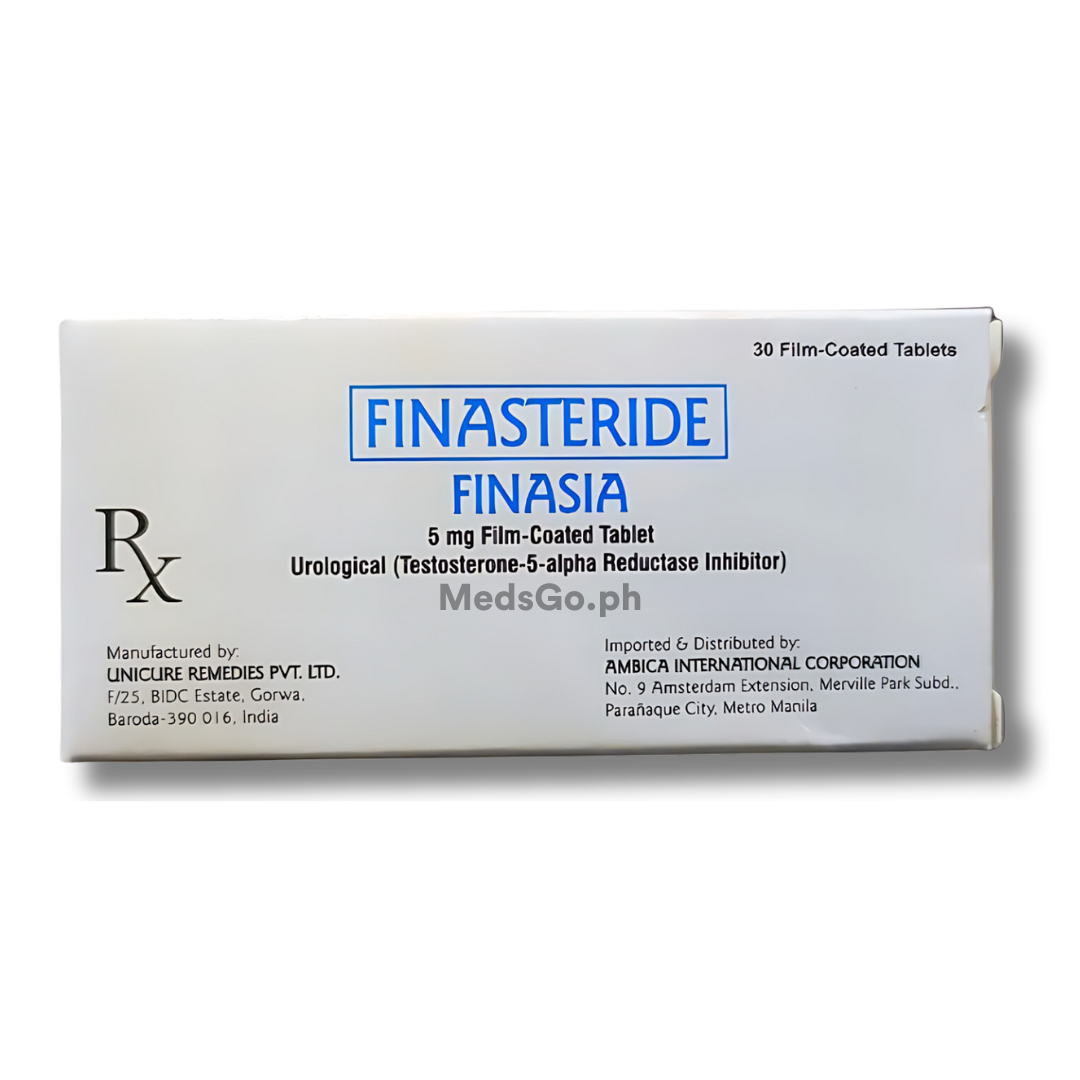 30 Film-Coated Tablets
FINASTERIDE
FINASIA
5 mg Film-Coated Tablet
Urological (Testosterone-5-alpha Reductase Inhibitor)
MedsGo.ph
Rx
Manufactured by:
UNICURE REMEDIES PVT. LTD.
F/25, BIDC Estate, Gorwa,
Baroda-390 016, India
Imported & Distributed by:
AMBICA INTERNATIONAL CORPORATION
No. 9 Amsterdam Extension, Merville Park Subd.,
Parañaque City, Metro Manila